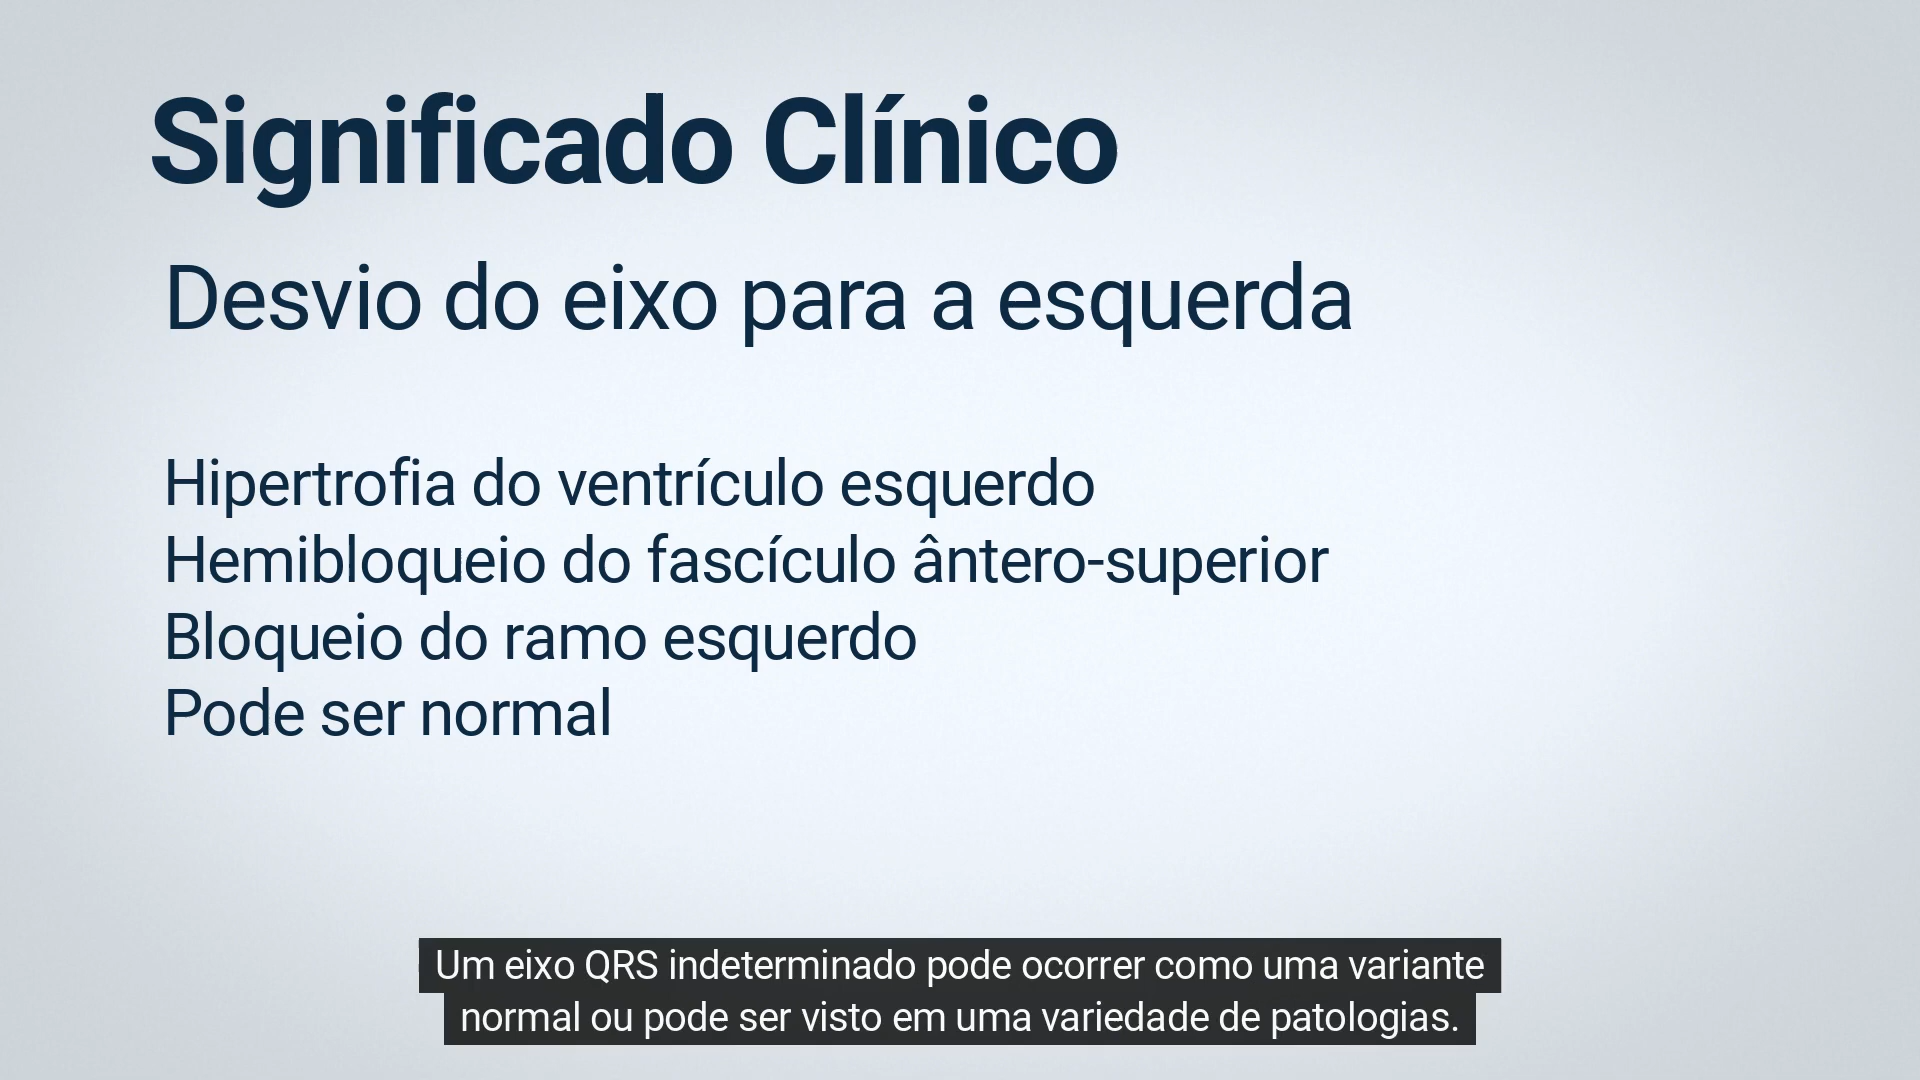 Significado Clínico
Desvio do eixo para a esquerda
Hipertrofia do ventrículo esquerdo
Hemibloqueio do fascículo ântero-superior
Bloqueio do ramo esquerdo
Pode ser normal
Um eixo QRS indeterminado pode ocorrer como uma variante
normal ou pode ser visto em uma variedade de patologias.